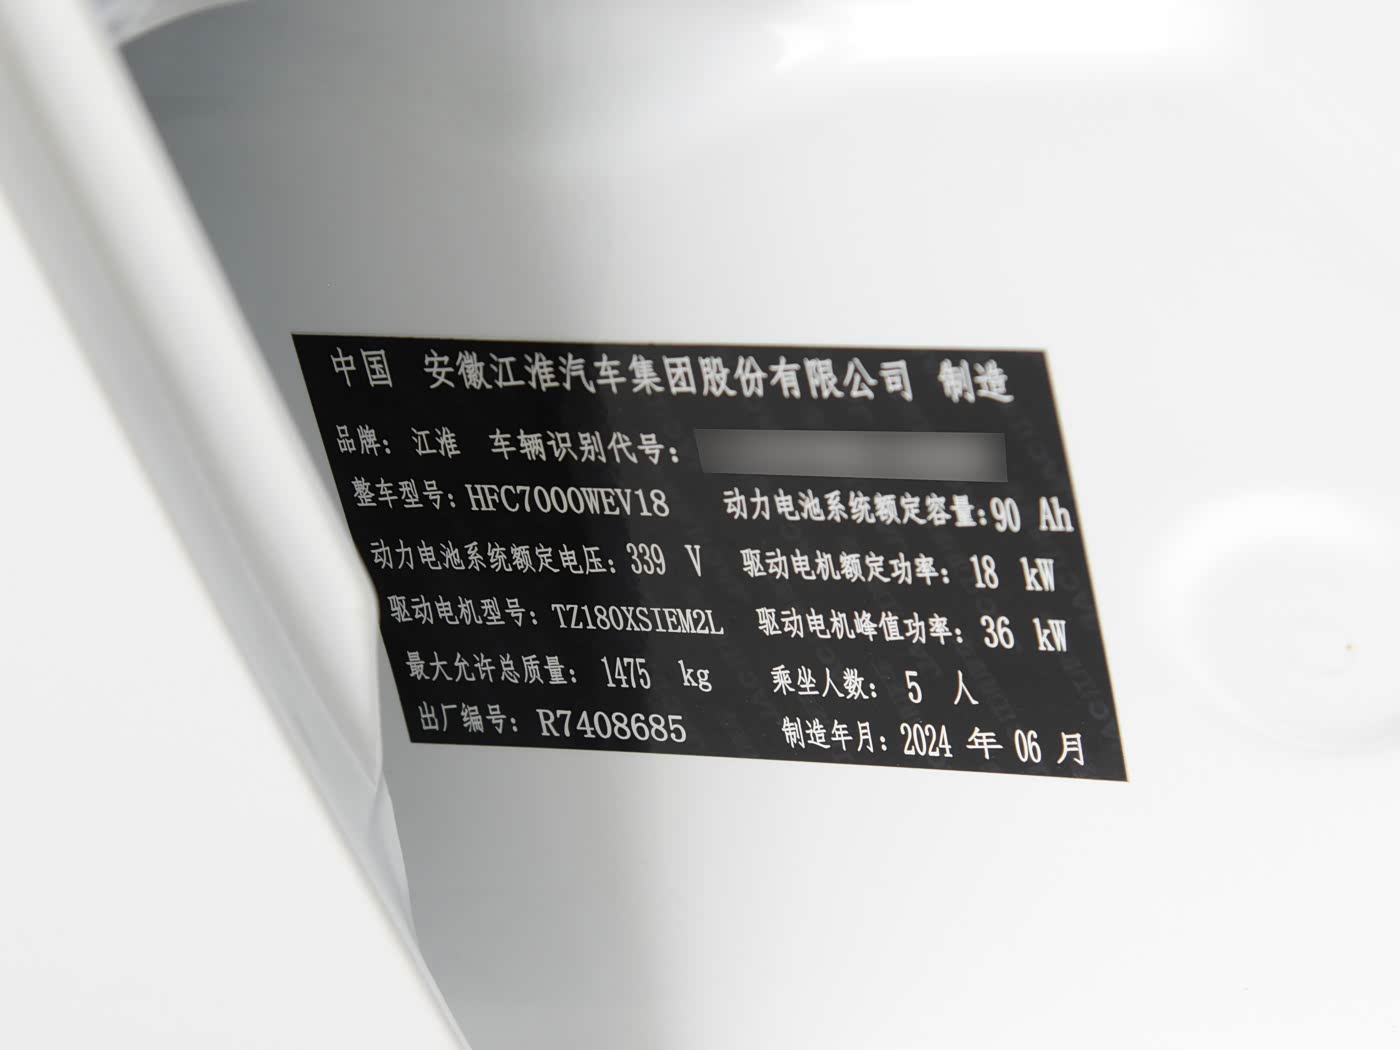 中国 安徽江淮汽车集团股份有限公司 制造
品牌：江淮 车辆识别代号：
整车型号：HFC7000WEV18 动力电池系统额定容量：90 Ah
动力电池系统额定电压：339 V 驱动电机额定功率：18 kW
驱动电机型号：TZ180XSIEM2L 驱动电机峰值功率：36 kW
最大允许总质量：1475 kg 乘坐人数：5 人
出厂编号：R7408685 制造年月：2024 年 06 月